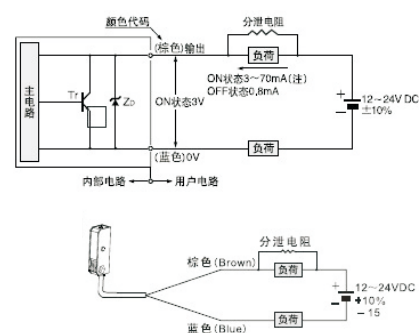 颜色代码
分泄电阻
(棕色)输出
负荷
ON状态3～70mA(注)
OFF状态0,8mA
主电路
Tr
ZD
ON状态3V
+
12～24V DC
±10%
−
(蓝色)0V
负荷
内部电路
用户电路
分泄电阻
棕色(Brown)
负荷
+
12～24VDC
+10%
− 15
−
蓝色(Blue)
负荷